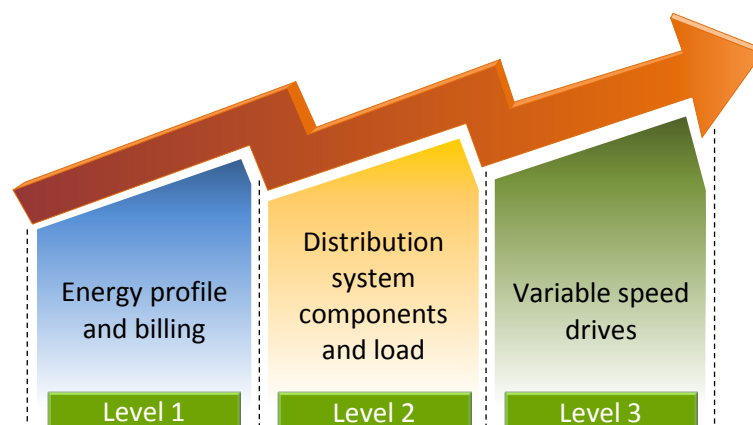 Energy profile
and billing
Level 1
Distribution
system
components
and load
Level 2
Variable speed
drives
Level 3